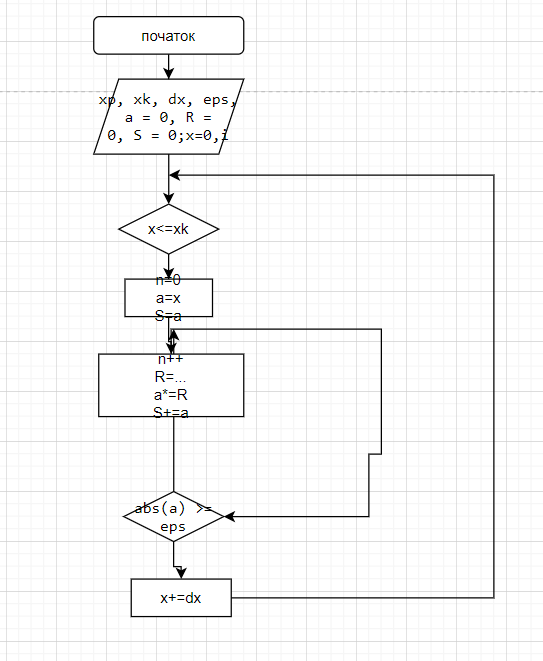 початок
xp, xk, dx, eps,
a = 0, R =
0, S = 0;x=0,i
x<=xk
n=0
a=x
S=a
n++
R=...
a*=R
S+=a
abs(a) >=
eps
x+=dx